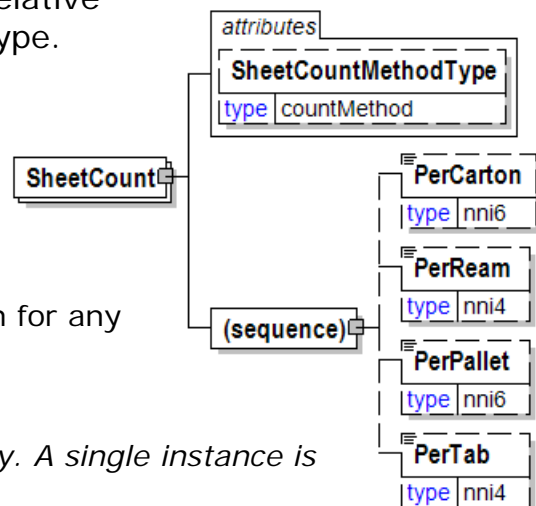 relative
ype.
attributes
SheetCountMethodType
type countMethod
SheetCount
PerCarton
type nni6
PerReam
type nni4
n for any
(sequence)
PerPallet
type nni6
y. A single instance is
PerTab
type nni4